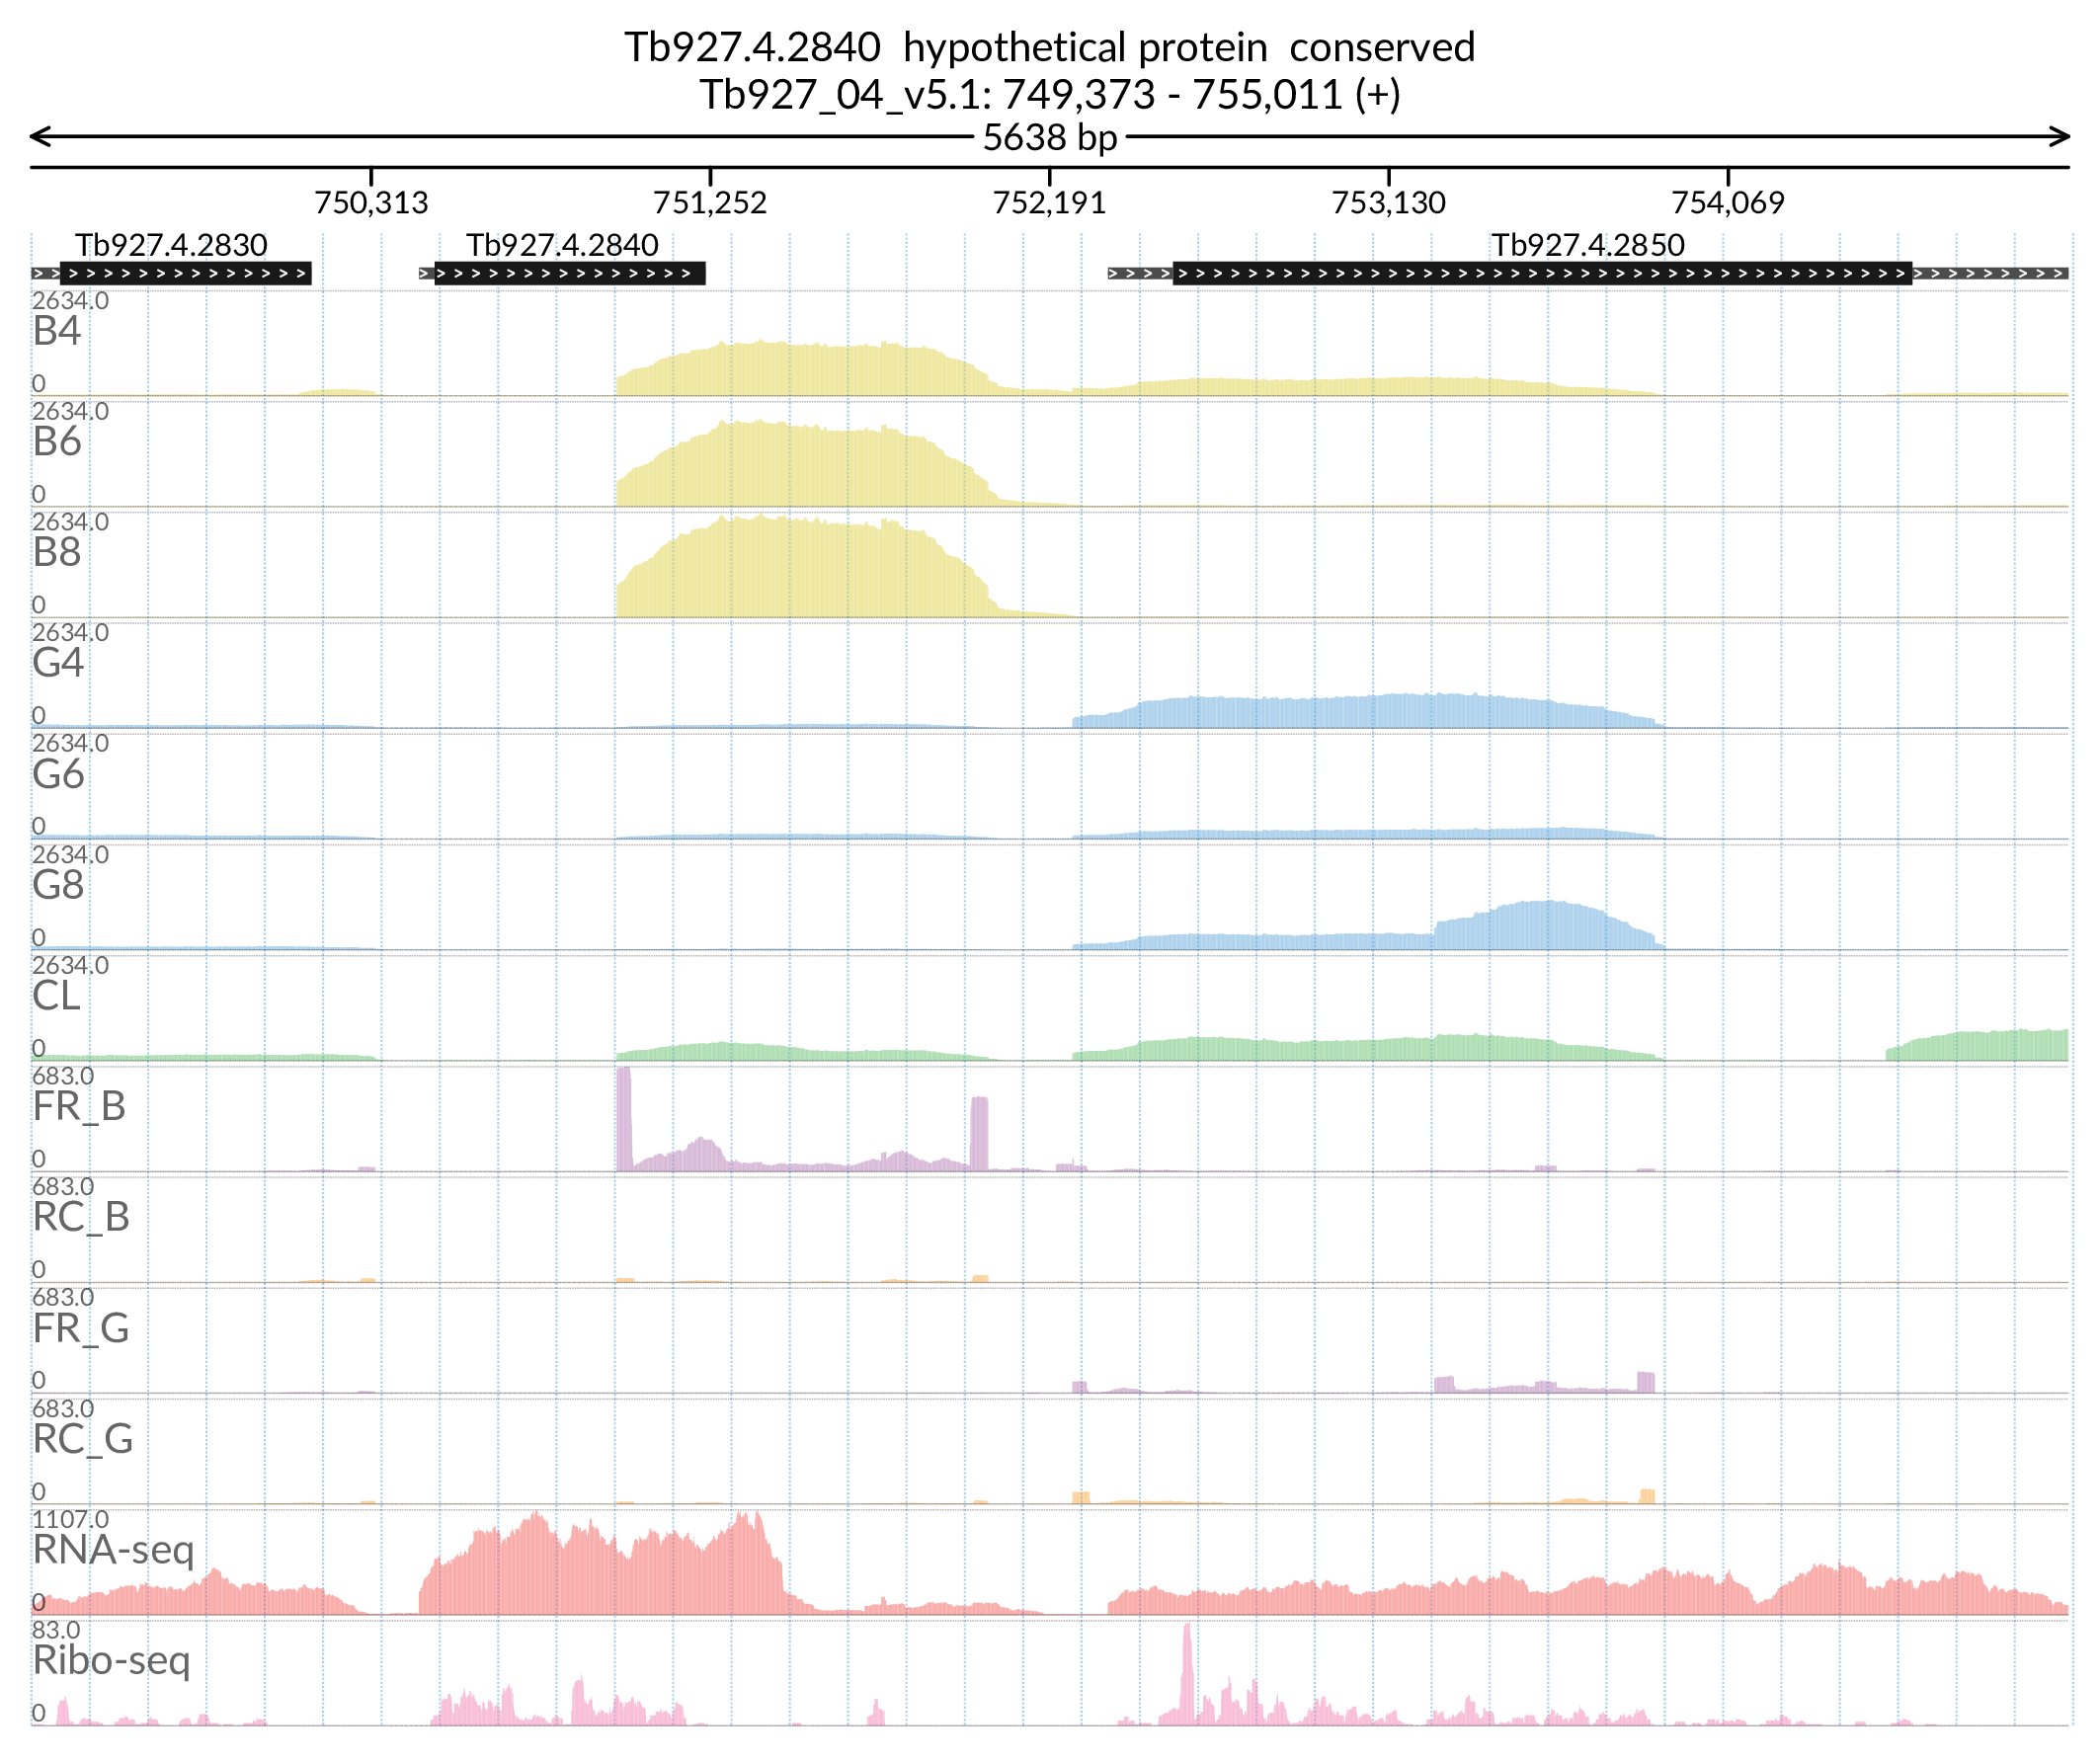 Tb927.4.2840  hypothetical protein  conserved
Tb927_04_v5.1: 749,373 - 755,011 (+)
5638 bp
750,313 751,252 752,191 753,130 754,069
Tb927.4.2830 Tb927.4.2840 Tb927.4.2850
2634.0
B4
0
2634.0
B6
0
2634.0
B8
0
2634.0
G4
0
2634.0
G6
0
2634.0
G8
0
2634.0
CL
0
683.0
FR_B
0
683.0
RC_B
0
683.0
FR_G
0
683.0
RC_G
0
1107.0
RNA-seq
0
83.0
Ribo-seq
0